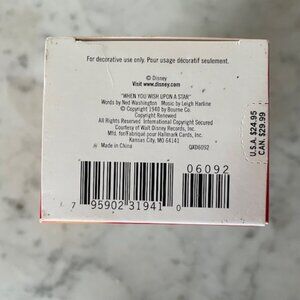 For decorative use only. Pour usage décoratif seulement.
© Disney
Visit www.disney.com
"WHEN YOU WISH UPON A STAR"
Words by Ned Washington Music by Leigh Harline
© Copyright 1940 by Bourne Co.
Copyright Renewed
All Rights Reserved International Copyright Secured
Courtesy of Walt Disney Records, Inc.
Mfd. for/Fabriqué pour Hallmark Cards, Inc.
Kansas City, MO 64141
Made in China
QXD6092
U.S.A. $24.95
CAN. $29.99
06092
7 95902 31941 0